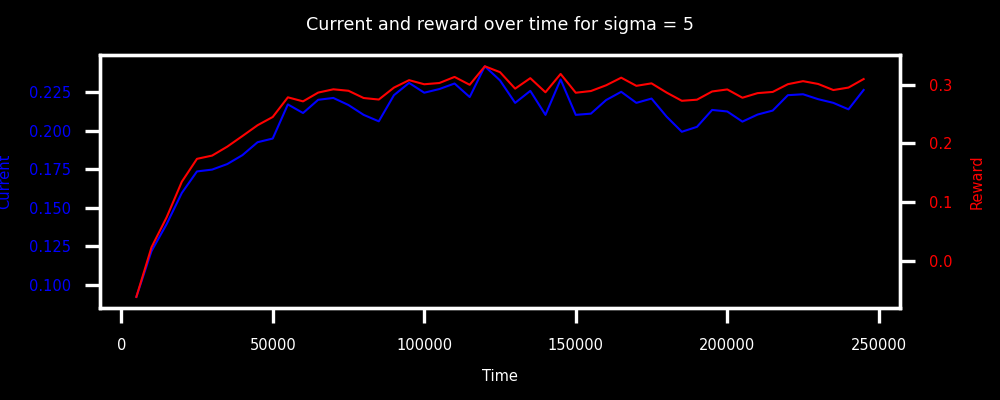 Current and reward over time for sigma = 5
Current
0.225
0.200
0.175
0.150
0.125
0.100
0.3
0.2
0.1
0.0
Reward
0 50000 100000 150000 200000 250000
Time